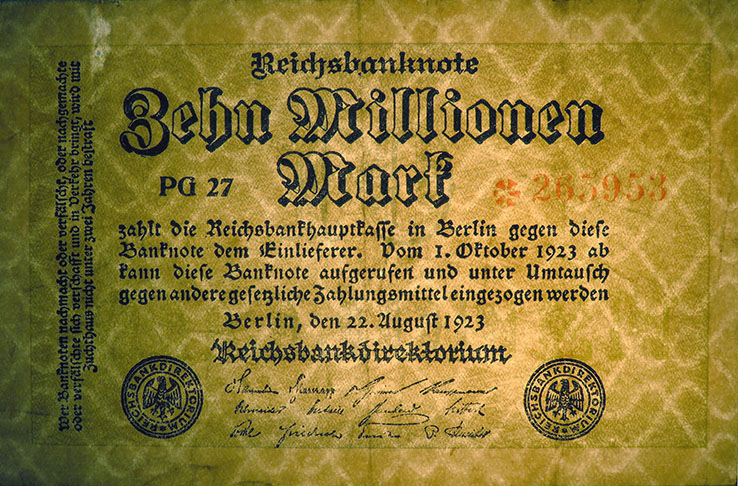 Reichsbanknote
Zehn Millionen
Mark
PG 27
* 265953
zahlt die Reichsbankhauptkasse in Berlin gegen diese
Banknote dem Einlieferer. Vom 1. Oktober 1923 ab
kann diese Banknote aufgerufen und unter Umtausch
gegen andere gesetzliche Zahlungsmittel eingezogen werden
Berlin, den 22. August 1923
Reichsbankdirektorium
Wer Banknoten nachmacht oder verfälscht, oder nachgemachte
oder verfälschte sich verschafft und in Verkehr bringt, wird mit
Zuchthaus nicht unter zwei Jahren bestraft
REICHSBANKDIREKTORIUM
REICHSBANKDIREKTORIUM